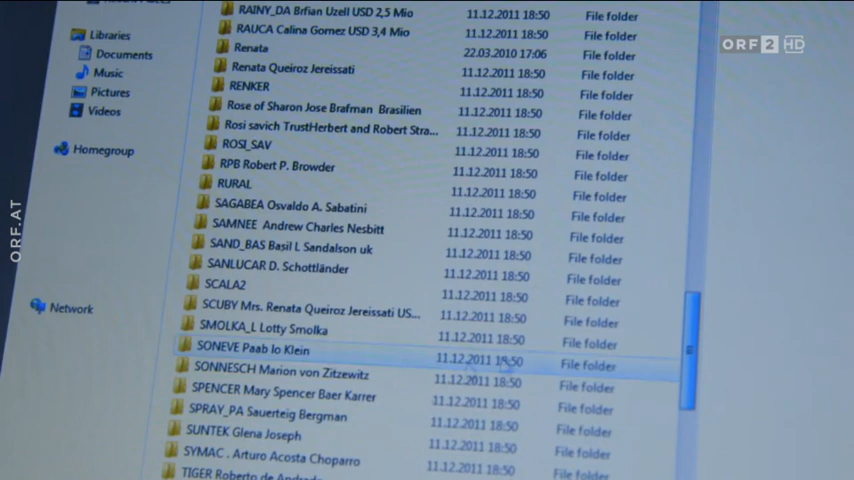 RAINY_DA Brfian Uzell USD 2,5 Mio 11.12.2011 18:50 File folder
RAUCA Calina Gomez USD 3,4 Mio 11.12.2011 18:50 File folder
Renata 22.03.2010 17:06 File folder
Renata Queiroz Jereissati 11.12.2011 18:50 File folder
RENKER 11.12.2011 18:50 File folder
Rose of Sharon Jose Brafman Brasilien 11.12.2011 18:50 File folder
Rosi savich TrustHerbert and Robert Stra... 11.12.2011 18:50 File folder
ROSI_SAV 11.12.2011 18:50 File folder
RPB Robert P. Browder 11.12.2011 18:50 File folder
RURAL 11.12.2011 18:50 File folder
SAGABEA Osvaldo A. Sabatini 11.12.2011 18:50 File folder
SAMNEE Andrew Charles Nesbitt 11.12.2011 18:50 File folder
SAND_BAS Basil L Sandalson uk 11.12.2011 18:50 File folder
SANLUCAR D. Schottländer 11.12.2011 18:50 File folder
SCALA2 11.12.2011 18:50 File folder
SCUBY Mrs. Renata Queiroz Jereissati US... 11.12.2011 18:50 File folder
SMOLKA_L Lotty Smolka 11.12.2011 18:50 File folder
SONEVE Paab lo Klein 11.12.2011 18:50 File folder
SONNESCH Marion von Zitzewitz 11.12.2011 18:50 File folder
SPENCER Mary Spencer Baer Karrer 11.12.2011 18:50 File folder
SPRAY_PA Sauerteig Bergman 11.12.2011 18:50 File folder
SUNTEK Glena Joseph 11.12.2011 18:50 File folder
SYMAC . Arturo Acosta Chopparro 11.12.2011 18:50 File folder
TIGER Roberto de Andrade 11.12.2011 18:50 File folder
Libraries
Documents
Music
Pictures
Videos
Homegroup
Network
ORF 2 HD
ORF.AT